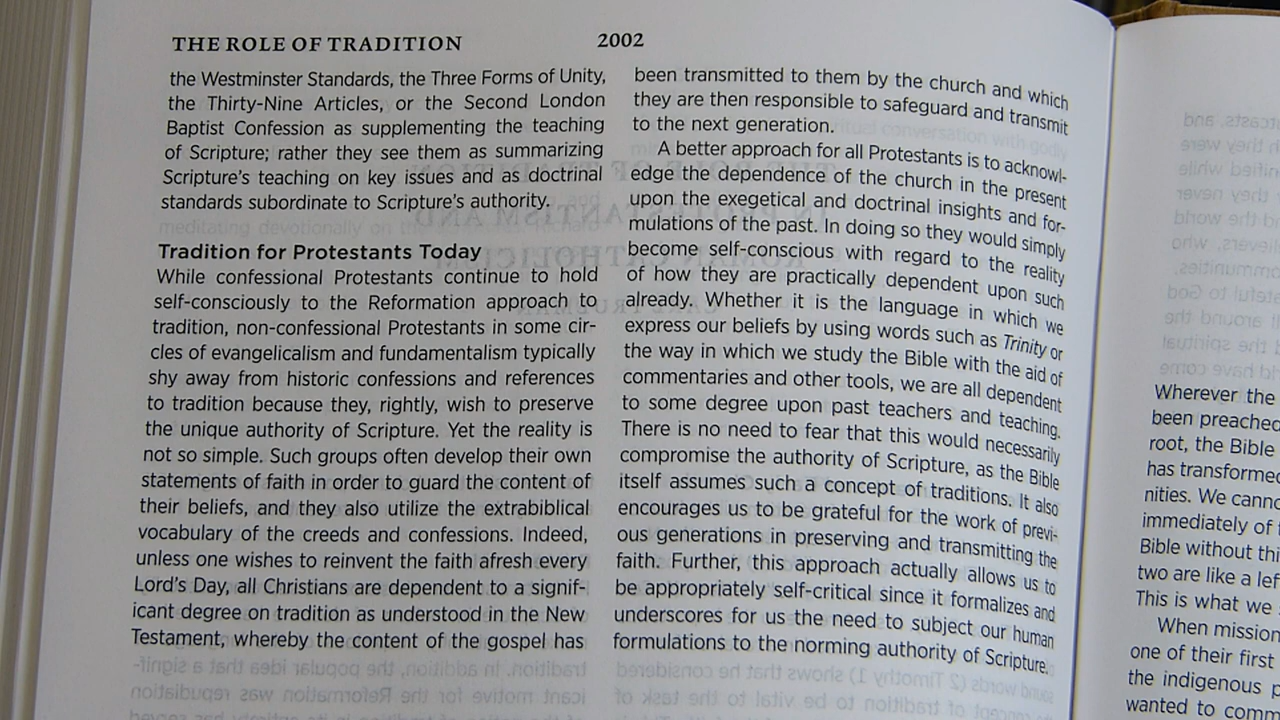 THE ROLE OF TRADITION 2002
the Westminster Standards, the Three Forms of Unity,
the Thirty-Nine Articles, or the Second London
Baptist Confession as supplementing the teaching
of Scripture; rather they see them as summarizing
Scripture's teaching on key issues and as doctrinal
standards subordinate to Scripture's authority.
Tradition for Protestants Today
While confessional Protestants continue to hold
self-consciously to the Reformation approach to
tradition, non-confessional Protestants in some cir-
cles of evangelicalism and fundamentalism typically
shy away from historic confessions and references
to tradition because they, rightly, wish to preserve
the unique authority of Scripture. Yet the reality is
not so simple. Such groups often develop their own
statements of faith in order to guard the content of
their beliefs, and they also utilize the extrabiblical
vocabulary of the creeds and confessions. Indeed,
unless one wishes to reinvent the faith afresh every
Lord's Day, all Christians are dependent to a signif-
icant degree on tradition as understood in the New
Testament, whereby the content of the gospel has
been transmitted to them by the church and which
they are then responsible to safeguard and transmit
to the next generation.
A better approach for all Protestants is to acknowl-
edge the dependence of the church in the present
upon the exegetical and doctrinal insights and for-
mulations of the past. In doing so they would simply
become self-conscious with regard to the reality
of how they are practically dependent upon such
already. Whether it is the language in which we
express our beliefs by using words such as Trinity or
the way in which we study the Bible with the aid of
commentaries and other tools, we are all dependent
to some degree upon past teachers and teaching.
There is no need to fear that this would necessarily
compromise the authority of Scripture, as the Bible
itself assumes such a concept of traditions. It also
encourages us to be grateful for the work of previ-
ous generations in preserving and transmitting the
faith. Further, this approach actually allows us to
be appropriately self-critical since it formalizes and
underscores for us the need to subject our human
formulations to the norming authority of Scripture.
Wherever the
been preached
root, the Bible
has transformed
nities. We canno
immediately of
Bible without thi
two are like a lef
This is what we
When mission
one of their first
the indigenous p
wanted to comm